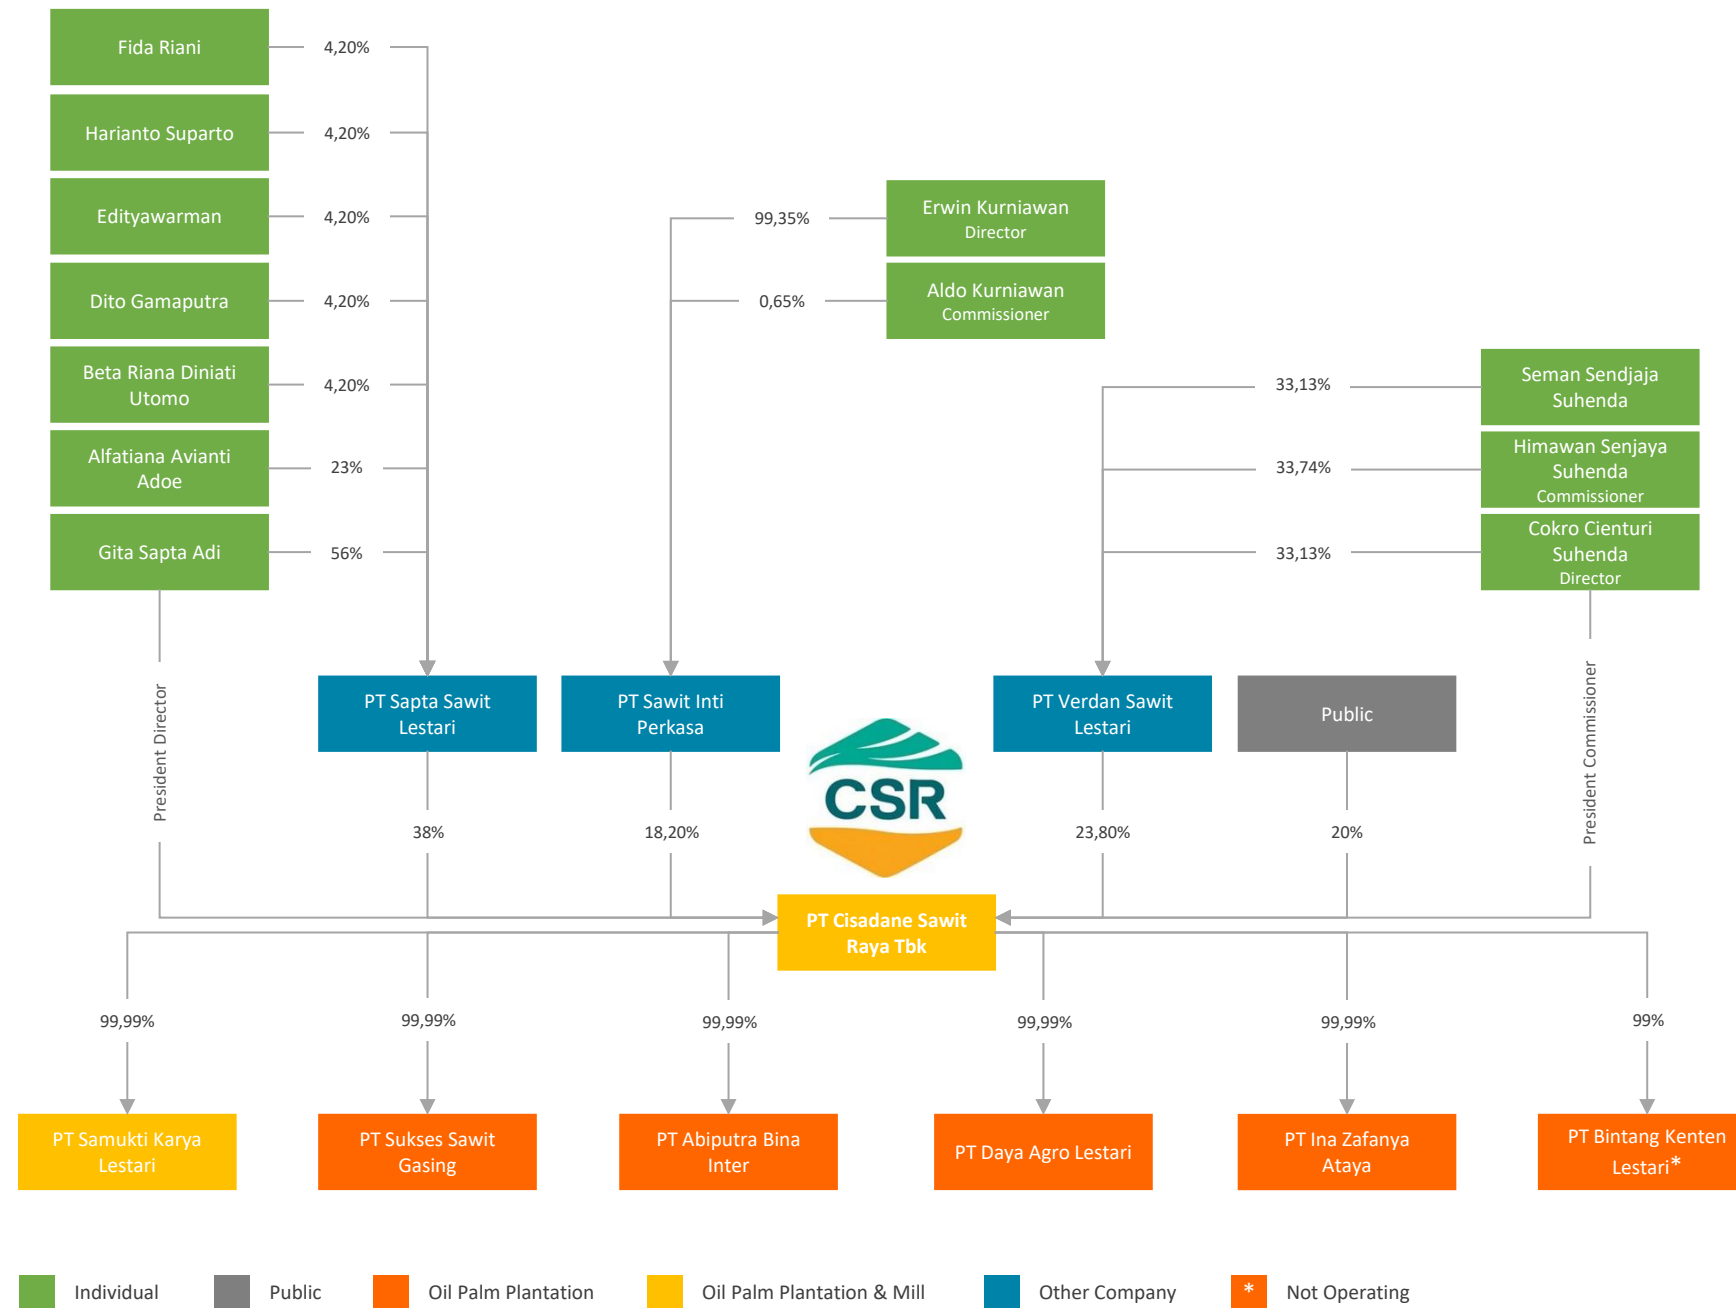 Fida Riani
4,20%
Harianto Suparto
4,20%
Edityawarman
4,20%
Dito Gamaputra
4,20%
Beta Riana Diniati
Utomo
4,20%
Alfatiana Avianti
Adoe
23%
Gita Sapta Adi
56%
99,35%
Erwin Kurniawan
Director
0,65%
Aldo Kurniawan
Commissioner
33,13%
Seman Sendjaja
Suhenda
33,74%
Himawan Senjaya
Suhenda
Commissioner
33,13%
Cokro Cienturi
Suhenda
Director
President Director
PT Sapta Sawit
Lestari
PT Sawit Inti
Perkasa
PT Verdan Sawit
Lestari
Public
President Commissioner
CSR
38%
18,20%
23,80%
20%
PT Cisadane Sawit
Raya Tbk
99,99%
99,99%
99,99%
99,99%
99,99%
99%
PT Samukti Karya
Lestari
PT Sukses Sawit
Gasing
PT Abiputra Bina
Inter
PT Daya Agro Lestari
PT Ina Zafanya
Ataya
PT Bintang Kenten
Lestari*
Individual
Public
Oil Palm Plantation
Oil Palm Plantation & Mill
Other Company
* Not Operating